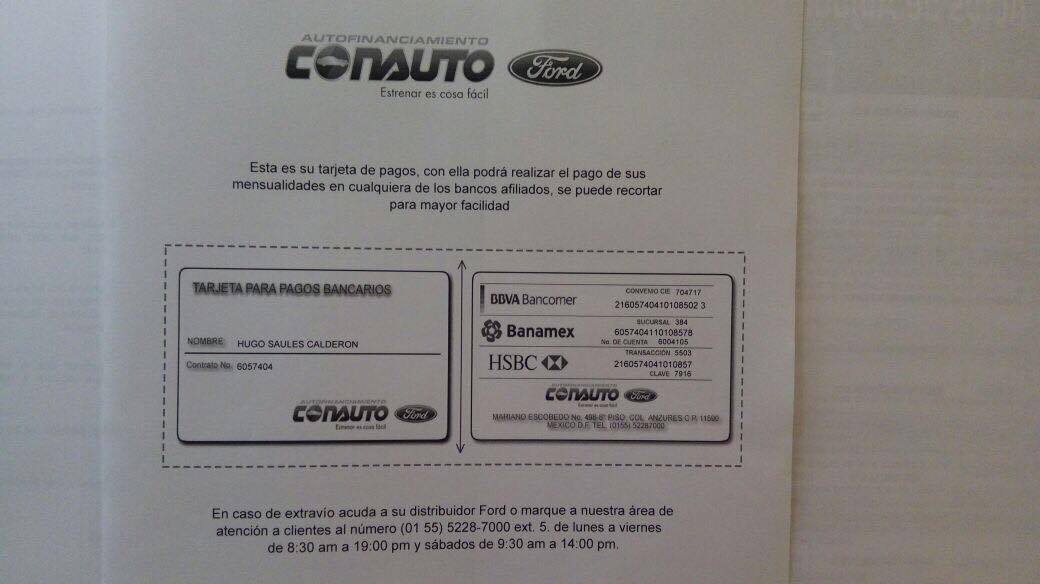 AUTOFINANCIAMIENTO
CONAUTO Ford
Estrenar es cosa fácil
Esta es su tarjeta de pagos, con ella podrá realizar el pago de sus
mensualidades en cualquiera de los bancos afiliados, se puede recortar
para mayor facilidad
TARJETA PARA PAGOS BANCARIOS
NOMBRE HUGO SAULES CALDERON
Contrato No. 6057404
AUTOFINANCIAMIENTO
CONAUTO Ford
Estrenar es cosa fácil
CONVENIO CIE 704717
BBVA Bancomer
21605740410108502 3
SUCURSAL 384
Banamex 6057404110108578
No. DE CUENTA 6004105
TRANSACCIÓN 5503
HSBC 2160574041010857
CLAVE 7916
AUTOFINANCIAMIENTO
CONAUTO Ford
Estrenar es cosa fácil
MARIANO ESCOBEDO No. 498-8° PISO, COL. ANZURES C.P. 11590
MEXICO D.F. TEL. (0155) 52287000
En caso de extravío acuda a su distribuidor Ford o marque a nuestra área de
atención a clientes al número (01 55) 5228-7000 ext. 5. de lunes a viernes
de 8:30 am a 19:00 pm y sábados de 9:30 am a 14:00 pm.